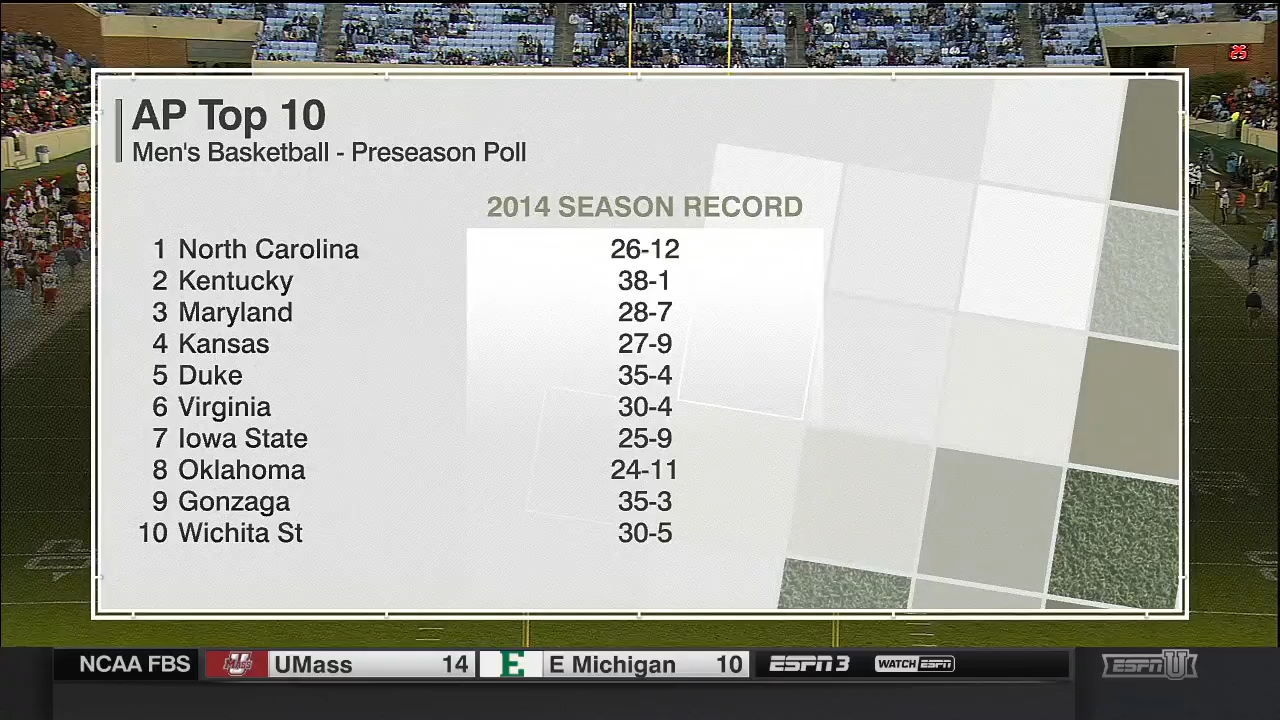 25
AP Top 10
Men's Basketball - Preseason Poll
2014 SEASON RECORD
1 North Carolina 26-12
2 Kentucky 38-1
3 Maryland 28-7
4 Kansas 27-9
5 Duke 35-4
6 Virginia 30-4
7 Iowa State 25-9
8 Oklahoma 24-11
9 Gonzaga 35-3
10 Wichita St 30-5
NCAA FBS UMass 14 E E Michigan 10 ESPN3 WATCH ESPN ESPNU